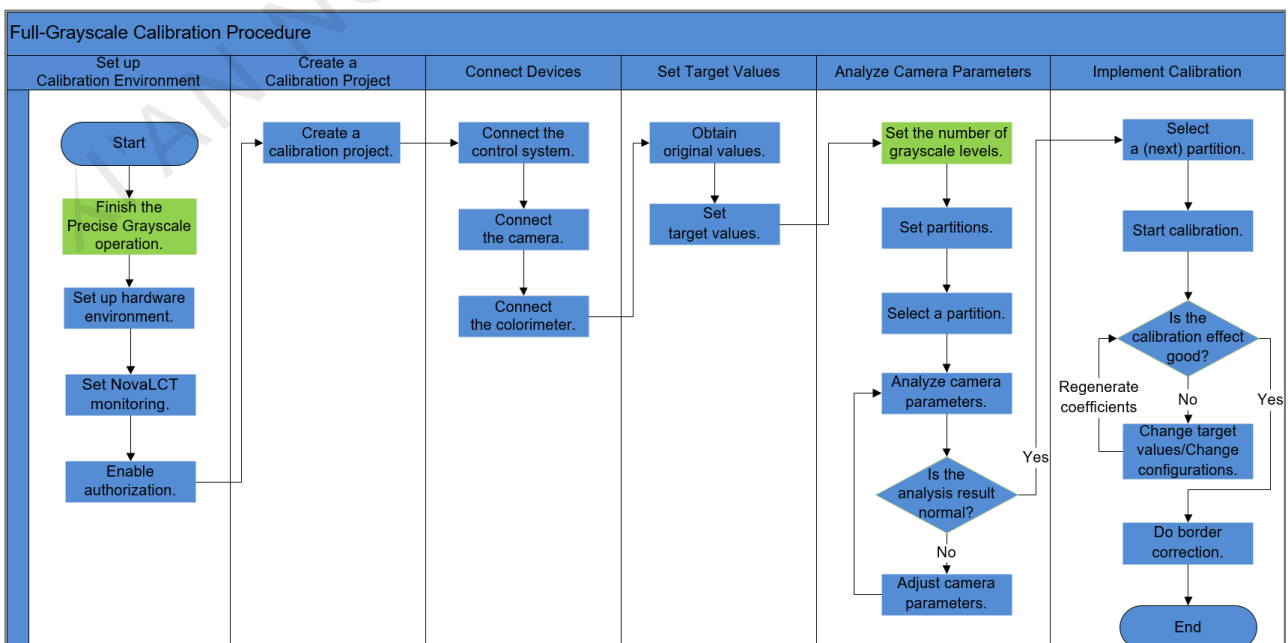 Full-Grayscale Calibration Procedure
Set up
Calibration Environment
Create a
Calibration Project
Connect Devices
Set Target Values
Analyze Camera Parameters
Implement Calibration
Start
Finish the
Precise Grayscale
operation.
Set up hardware
environment.
Set NovaLCT
monitoring.
Enable
authorization.
Create a
calibration project.
Connect the
control system.
Connect
the camera.
Connect
the colorimeter.
Obtain
original values.
Set
target values.
Set the number of
grayscale levels.
Set partitions.
Select a partition.
Analyze camera
parameters.
Is the
analysis result
normal?
Yes
No
Adjust camera
parameters.
Select
a (next) partition.
Start calibration.
Is the
calibration effect
good?
Regenerate
coefficients
No
Yes
Change target
values/Change
configurations.
Do border
correction.
End